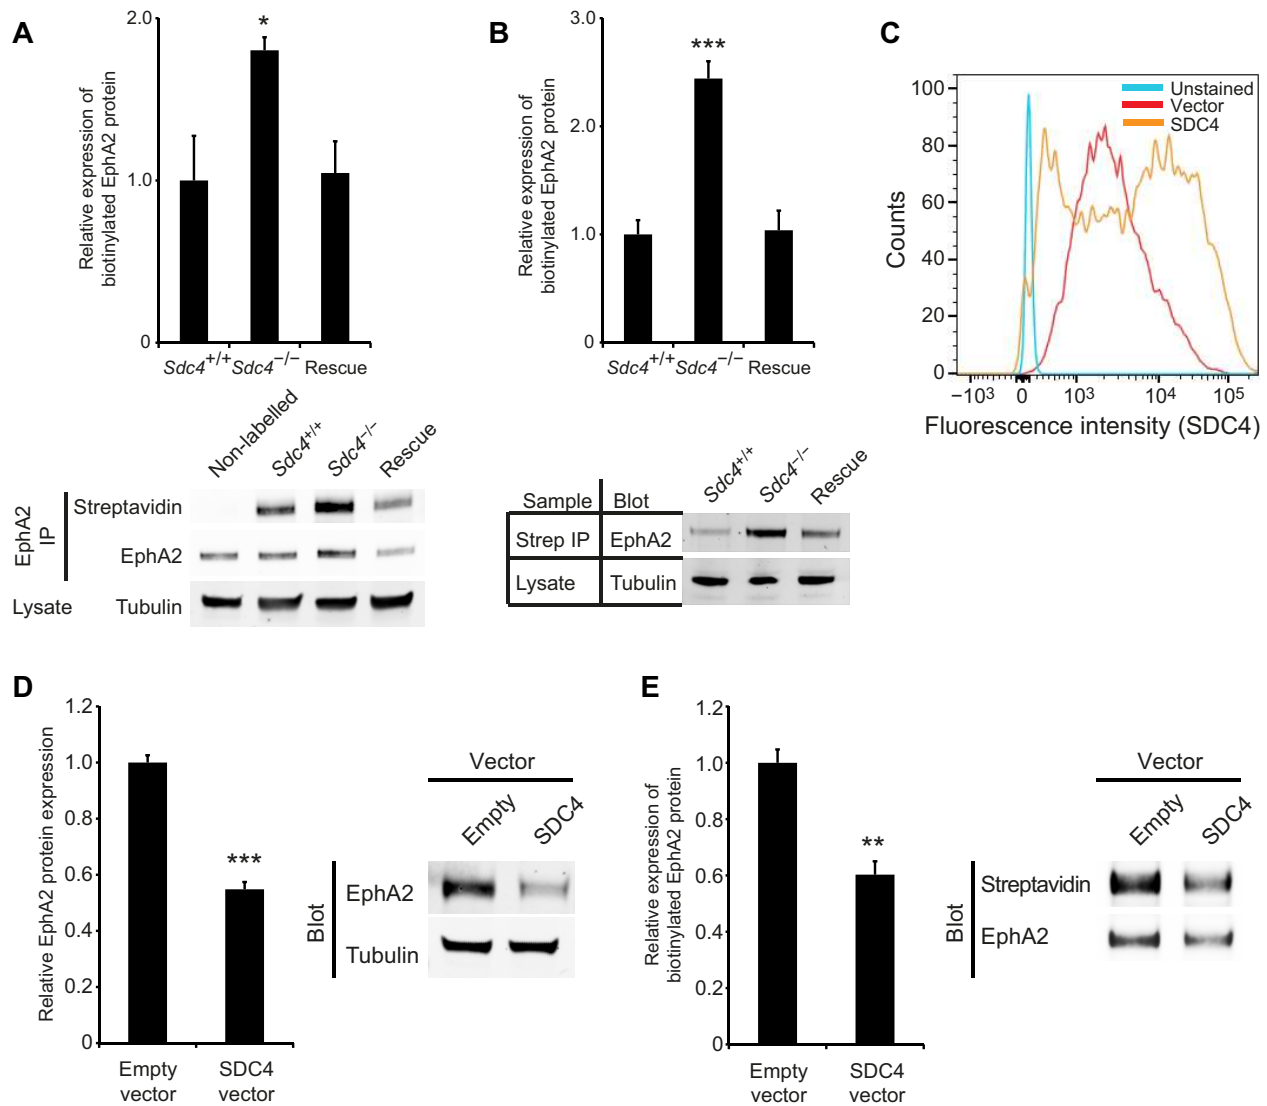 A
Relative expression of
biotinylated EphA2 protein
2.0
1.0
0
*
Sdc4+/+ Sdc4−/− Rescue
Non-labelled
Sdc4+/+
Sdc4−/−
Rescue
EphA2
IP
Streptavidin
EphA2
Lysate
Tubulin
B
Relative expression of
biotinylated EphA2 protein
3.0
2.0
1.0
0
***
Sdc4+/+ Sdc4−/− Rescue
Sdc4+/+
Sdc4−/−
Rescue
Sample Blot
Strep IP EphA2
Lysate Tubulin
C
Counts
100
80
60
40
20
0
Unstained
Vector
SDC4
−10³ 0 10³ 10⁴ 10⁵
Fluorescence intensity (SDC4)
D
Relative EphA2 protein expression
1.2
1.0
0.8
0.6
0.4
0.2
0
***
Empty
vector
SDC4
vector
Vector
Empty
SDC4
Blot
EphA2
Tubulin
E
Relative expression of
biotinylated EphA2 protein
1.2
1.0
0.8
0.6
0.4
0.2
0
**
Empty
vector
SDC4
vector
Vector
Empty
SDC4
Blot
Streptavidin
EphA2